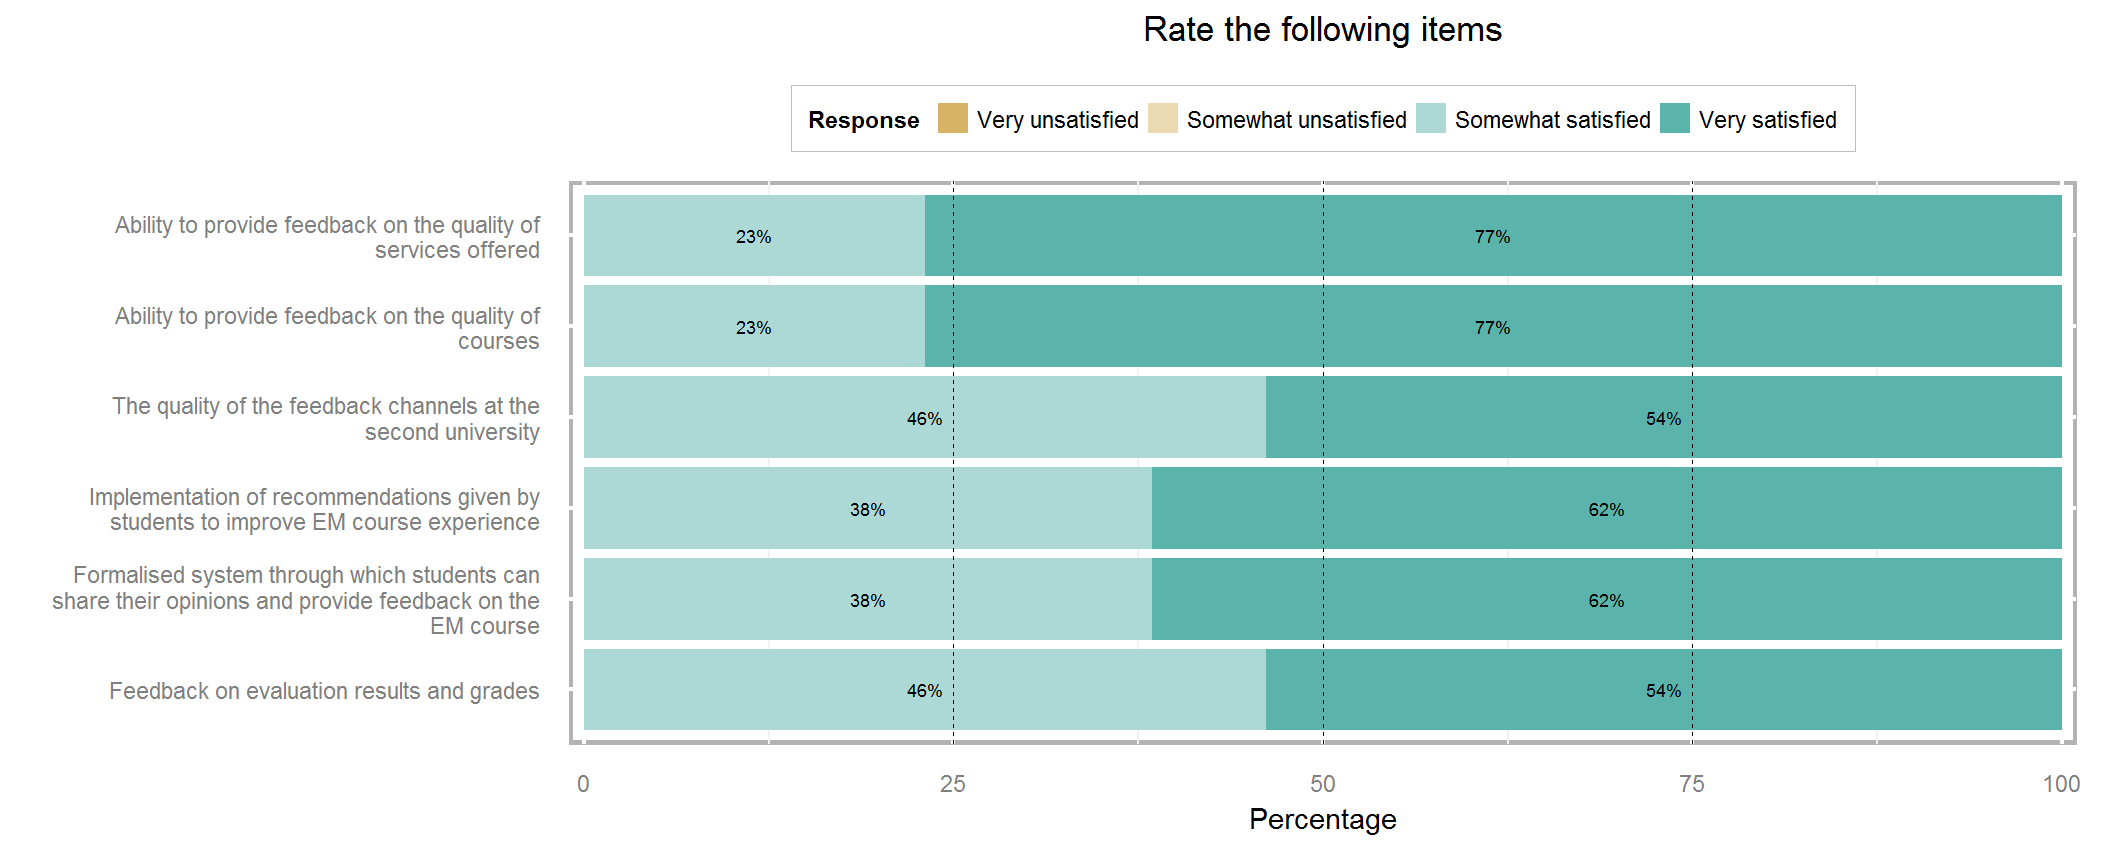 Rate the following items
Response Very unsatisfied Somewhat unsatisfied Somewhat satisfied Very satisfied
Ability to provide feedback on the quality of
services offered
23% 77%
Ability to provide feedback on the quality of
courses
23% 77%
The quality of the feedback channels at the
second university
46% 54%
Implementation of recommendations given by
students to improve EM course experience
38% 62%
Formalised system through which students can
share their opinions and provide feedback on the
EM course
38% 62%
Feedback on evaluation results and grades
46% 54%
0 25 50 75 100
Percentage